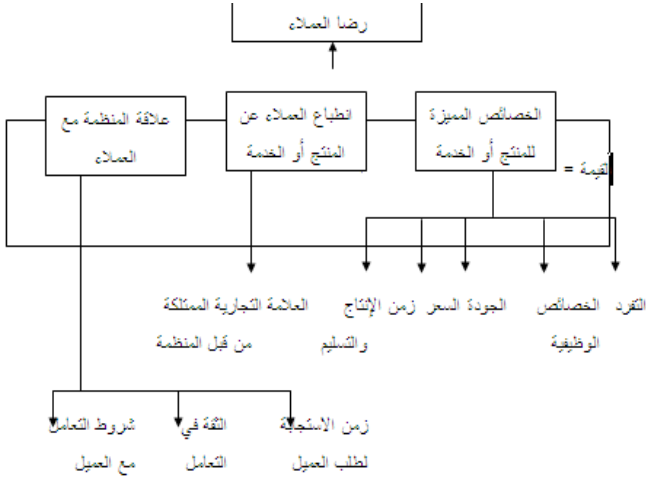 رضا العملاء
الخصائص المميزة
للمنتج أو الخدمة
انطباع العملاء عن
المنتج أو الخدمة
علاقة المنظمة مع
العملاء
القيمة =
التفرد
الخصائص
الوظيفية
الجودة
السعر
زمن الإنتاج
والتسليم
العلامة التجارية الممتلكة
من قبل المنظمة
زمن الاستجابة
لطلب العميل
الثقة في
التعامل
شروط التعامل
مع العميل